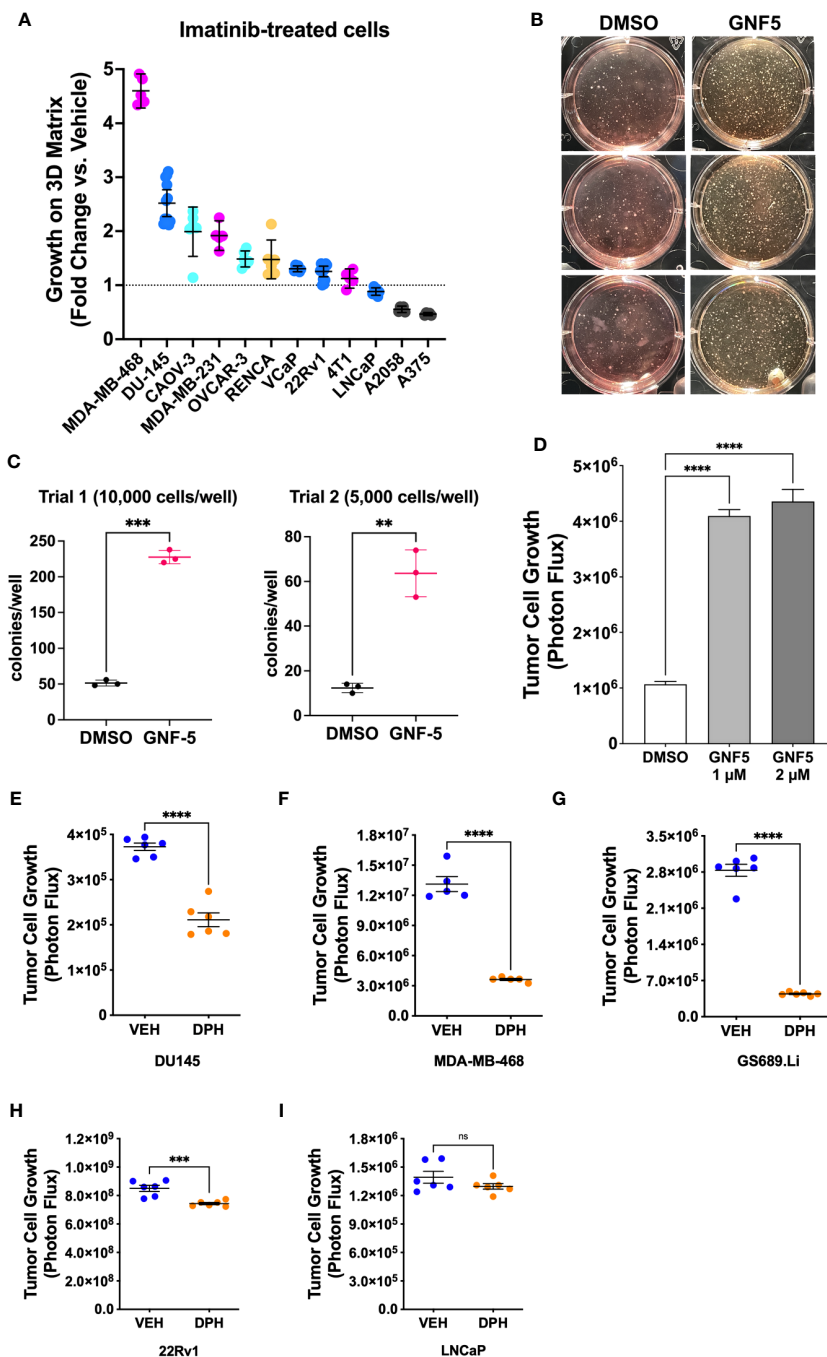 A
Imatinib-treated cells
Growth on 3D Matrix
(Fold Change vs. Vehicle)
5
4
3
2
1
0
MDA-MB-468
DU-145
CAOV-3
MDA-MB-231
OVCAR-3
RENCA
VCaP
22Rv1
4T1
LNCaP
A2058
A375
B
DMSO
GNF5
C
Trial 1 (10,000 cells/well)
***
colonies/well
250
200
150
100
50
0
DMSO
GNF-5
Trial 2 (5,000 cells/well)
**
colonies/well
80
60
40
20
0
DMSO
GNF-5
D
****
****
Tumor Cell Growth
(Photon Flux)
5×10⁶
4×10⁶
3×10⁶
2×10⁶
1×10⁶
0
DMSO
GNF5
1 µM
GNF5
2 µM
E
****
Tumor Cell Growth
(Photon Flux)
4×10⁵
2×10⁵
0
VEH
DPH
DU145
F
****
Tumor Cell Growth
(Photon Flux)
1.8×10⁷
1.5×10⁷
1.2×10⁷
9.0×10⁶
6.0×10⁶
3.0×10⁶
0.0
VEH
DPH
MDA-MB-468
G
****
Tumor Cell Growth
(Photon Flux)
3.5×10⁶
2.8×10⁶
2.1×10⁶
1.4×10⁶
7.0×10⁵
0.0
VEH
DPH
GS689.Li
H
***
Tumor Cell Growth
(Photon Flux)
1.2×10⁹
1.0×10⁹
8.0×10⁸
6.0×10⁸
4.0×10⁸
2.0×10⁸
0.0
VEH
DPH
22Rv1
I
ns
Tumor Cell Growth
(Photon Flux)
1.8×10⁶
1.5×10⁶
1.2×10⁶
9.0×10⁵
6.0×10⁵
3.0×10⁵
0.0
VEH
DPH
LNCaP